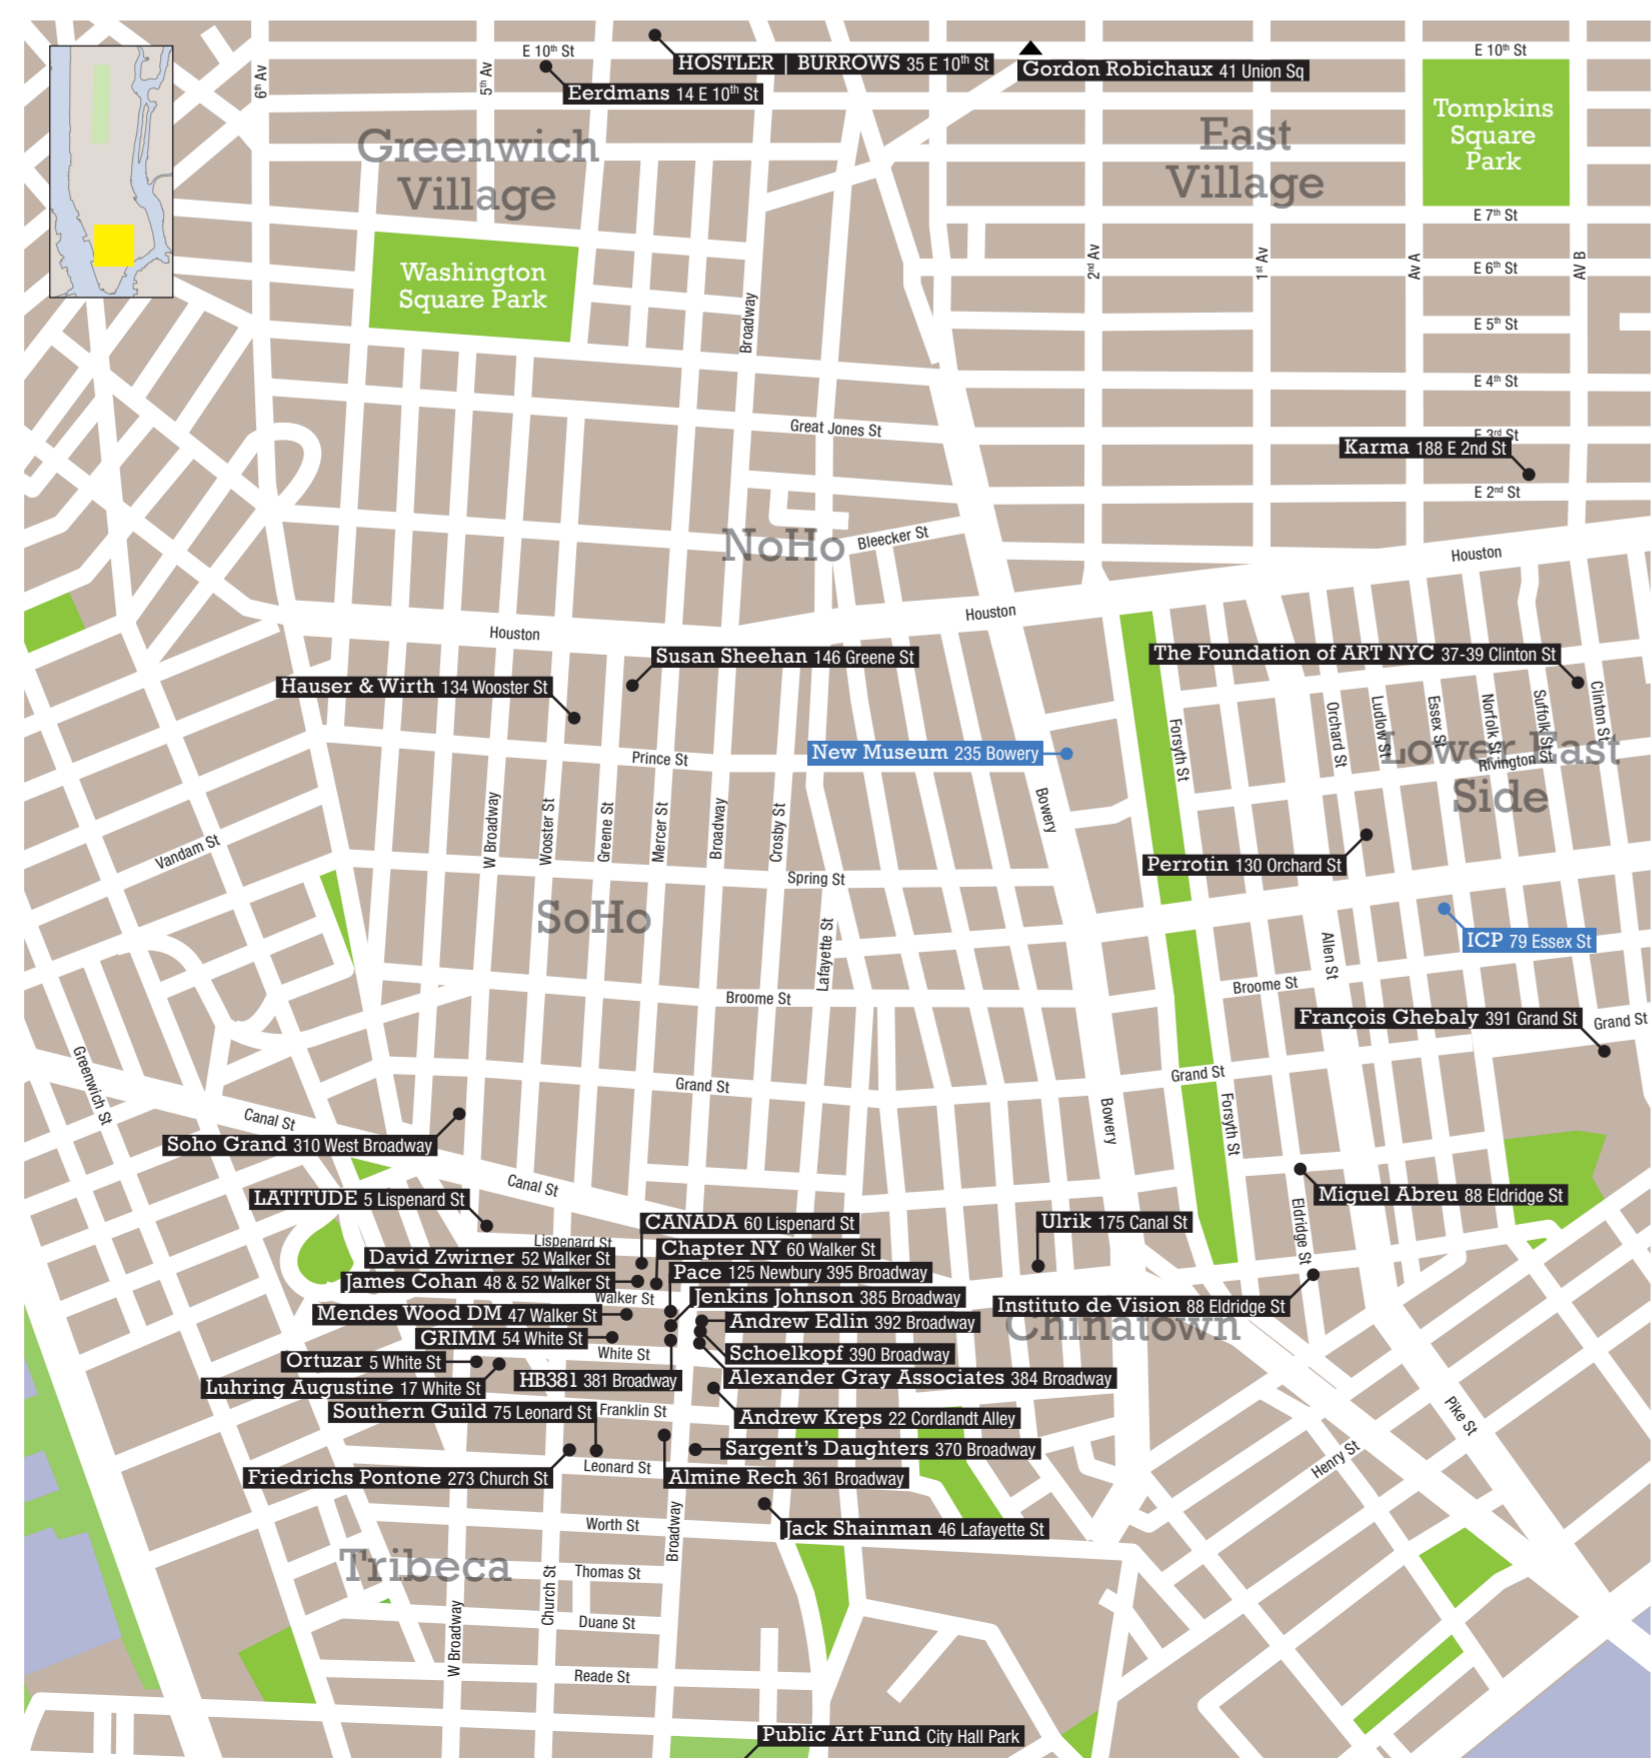 E 10th St
HOSTLER | BURROWS 35 E 10th St
Gordon Robichaux 41 Union Sq
E 10th St
6th Av
5th Av
Eerdmans 14 E 10th St
Greenwich
Village
East
Village
Tompkins
Square
Park
E 7th St
Washington
Square Park
Broadway
2nd Av
1st Av
Av A
E 6th St
AV B
E 5th St
E 4th St
Great Jones St
E 3rd St
Karma 188 E 2nd St
E 2nd St
NoHo
Bleecker St
Houston
Houston
Houston
Susan Sheehan 146 Greene St
The Foundation of ART NYC 37-39 Clinton St
Hauser & Wirth 134 Wooster St
Prince St
New Museum 235 Bowery
Forsyth St
Orchard St
Ludlow St
Essex St
Norfolk St
Suffolk St
Clinton St
Rivington St
Lower East
Side
Bowery
W Broadway
Wooster St
Greene St
Mercer St
Broadway
Crosby St
Vandam St
Perrotin 130 Orchard St
Spring St
SoHo
Lafayette St
ICP 79 Essex St
Allen St
Broome St
Broome St
François Ghebaly 391 Grand St
Grand St
Greenwich St
Grand St
Grand St
Canal St
Bowery
Forsyth St
Soho Grand 310 West Broadway
Canal St
LATITUDE 5 Lispenard St
Miguel Abreu 88 Eldridge St
Eldridge St
CANADA 60 Lispenard St
Ulrik 175 Canal St
Lispenard St
Chapter NY 60 Walker St
David Zwirner 52 Walker St
Pace 125 Newbury 395 Broadway
James Cohan 48 & 52 Walker St
Walker St
Jenkins Johnson 385 Broadway
Instituto de Vision 88 Eldridge St
Mendes Wood DM 47 Walker St
Andrew Edlin 392 Broadway
Chinatown
GRIMM 54 White St
White St
Schoelkopf 390 Broadway
Ortuzar 5 White St
HB381 381 Broadway
Alexander Gray Associates 384 Broadway
Luhring Augustine 17 White St
Southern Guild 75 Leonard St
Franklin St
Andrew Kreps 22 Cordlandt Alley
Pike St
Sargent's Daughters 370 Broadway
Henry St
Leonard St
Friedrichs Pontone 273 Church St
Almine Rech 361 Broadway
Worth St
Broadway
Jack Shainman 46 Lafayette St
Tribeca
Thomas St
Church St
Duane St
W Broadway
Reade St
Public Art Fund City Hall Park